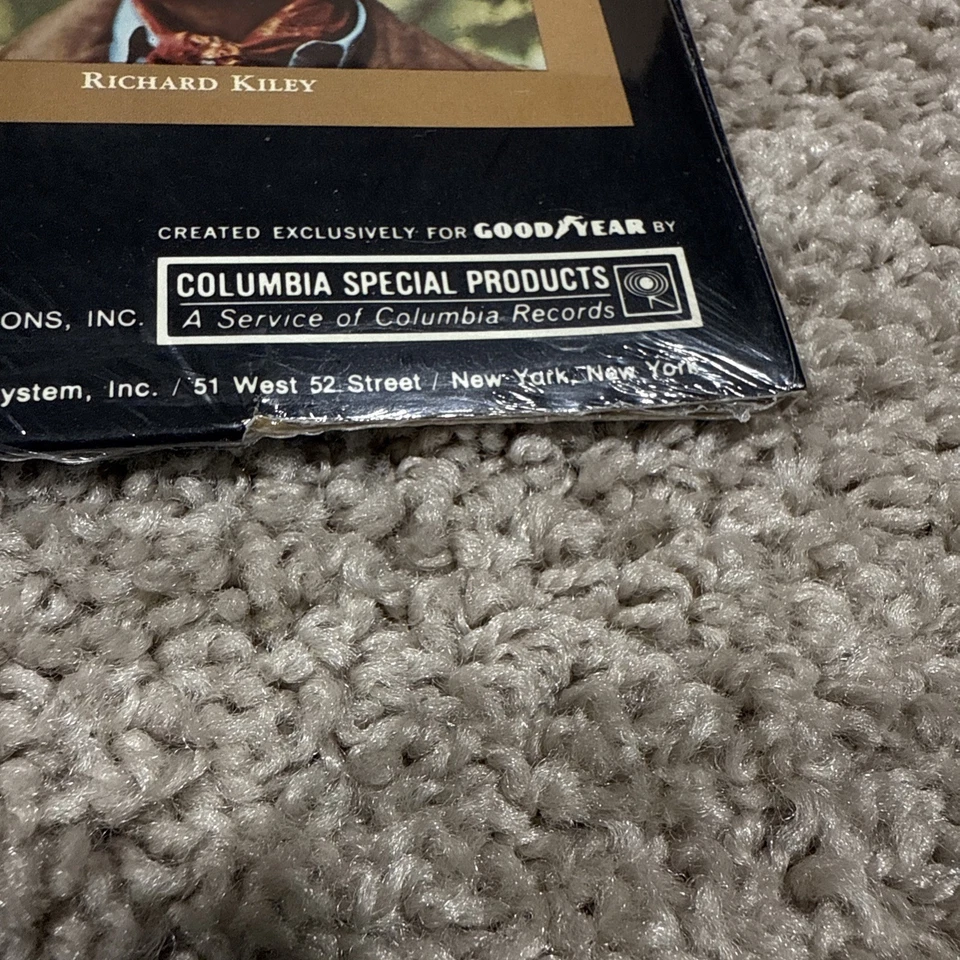 RICHARD KILEY
CREATED EXCLUSIVELY FOR GOODYEAR BY
COLUMBIA SPECIAL PRODUCTS
ONS, INC. A Service of Columbia Records
ystem, Inc. / 51 West 52 Street / New York, New York